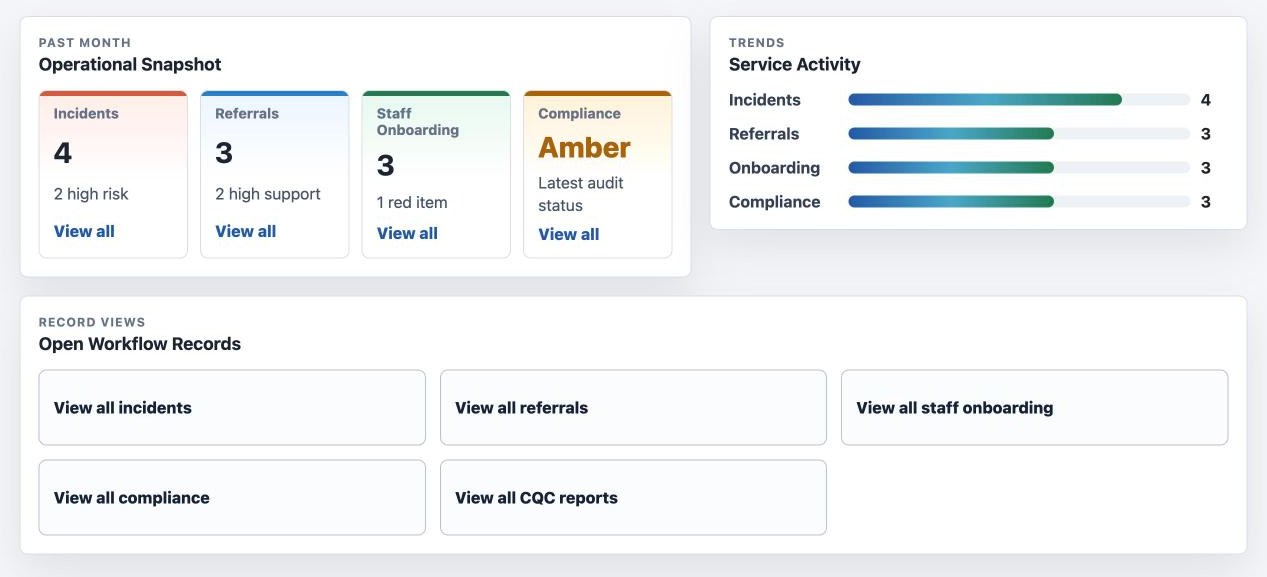 PAST MONTH
Operational Snapshot
Incidents
4
2 high risk
View all
Referrals
3
2 high support
View all
Staff
Onboarding
3
1 red item
View all
Compliance
Amber
Latest audit
status
View all
TRENDS
Service Activity
Incidents 4
Referrals 3
Onboarding 3
Compliance 3
RECORD VIEWS
Open Workflow Records
View all incidents
View all referrals
View all staff onboarding
View all compliance
View all CQC reports